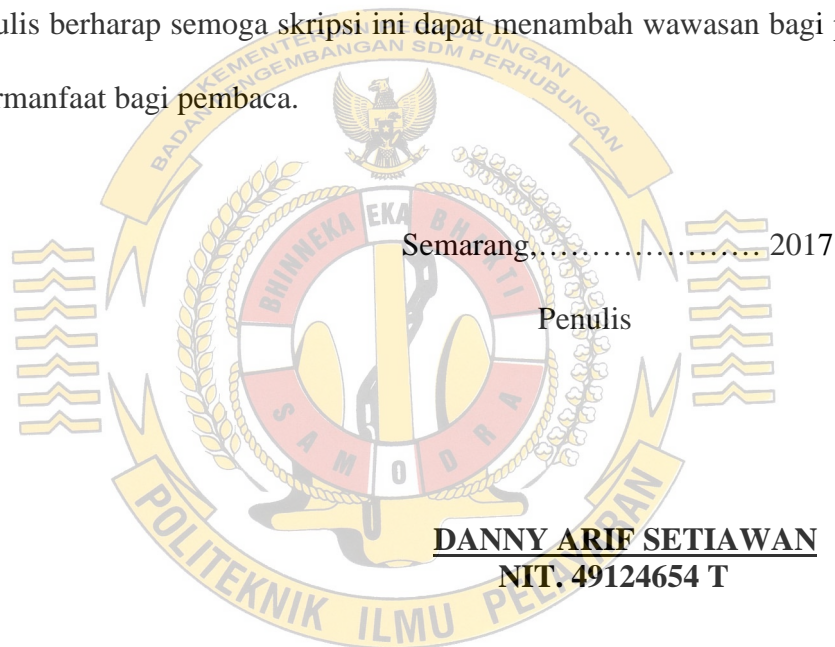 ulis berharap semoga skripsi ini dapat menambah wawasan bagi
rmanfaat bagi pembaca.
KEMENTERIAN PERHUBUNGAN
BADAN PENGEMBANGAN SDM PERHUBUNGAN
BHINNEKA EKA BHAKTI
SAMODRA
Semarang,…………………. 2017
Penulis
DANNY ARIF SETIAWAN
NIT. 49124654 T
POLITEKNIK ILMU PELAYARAN